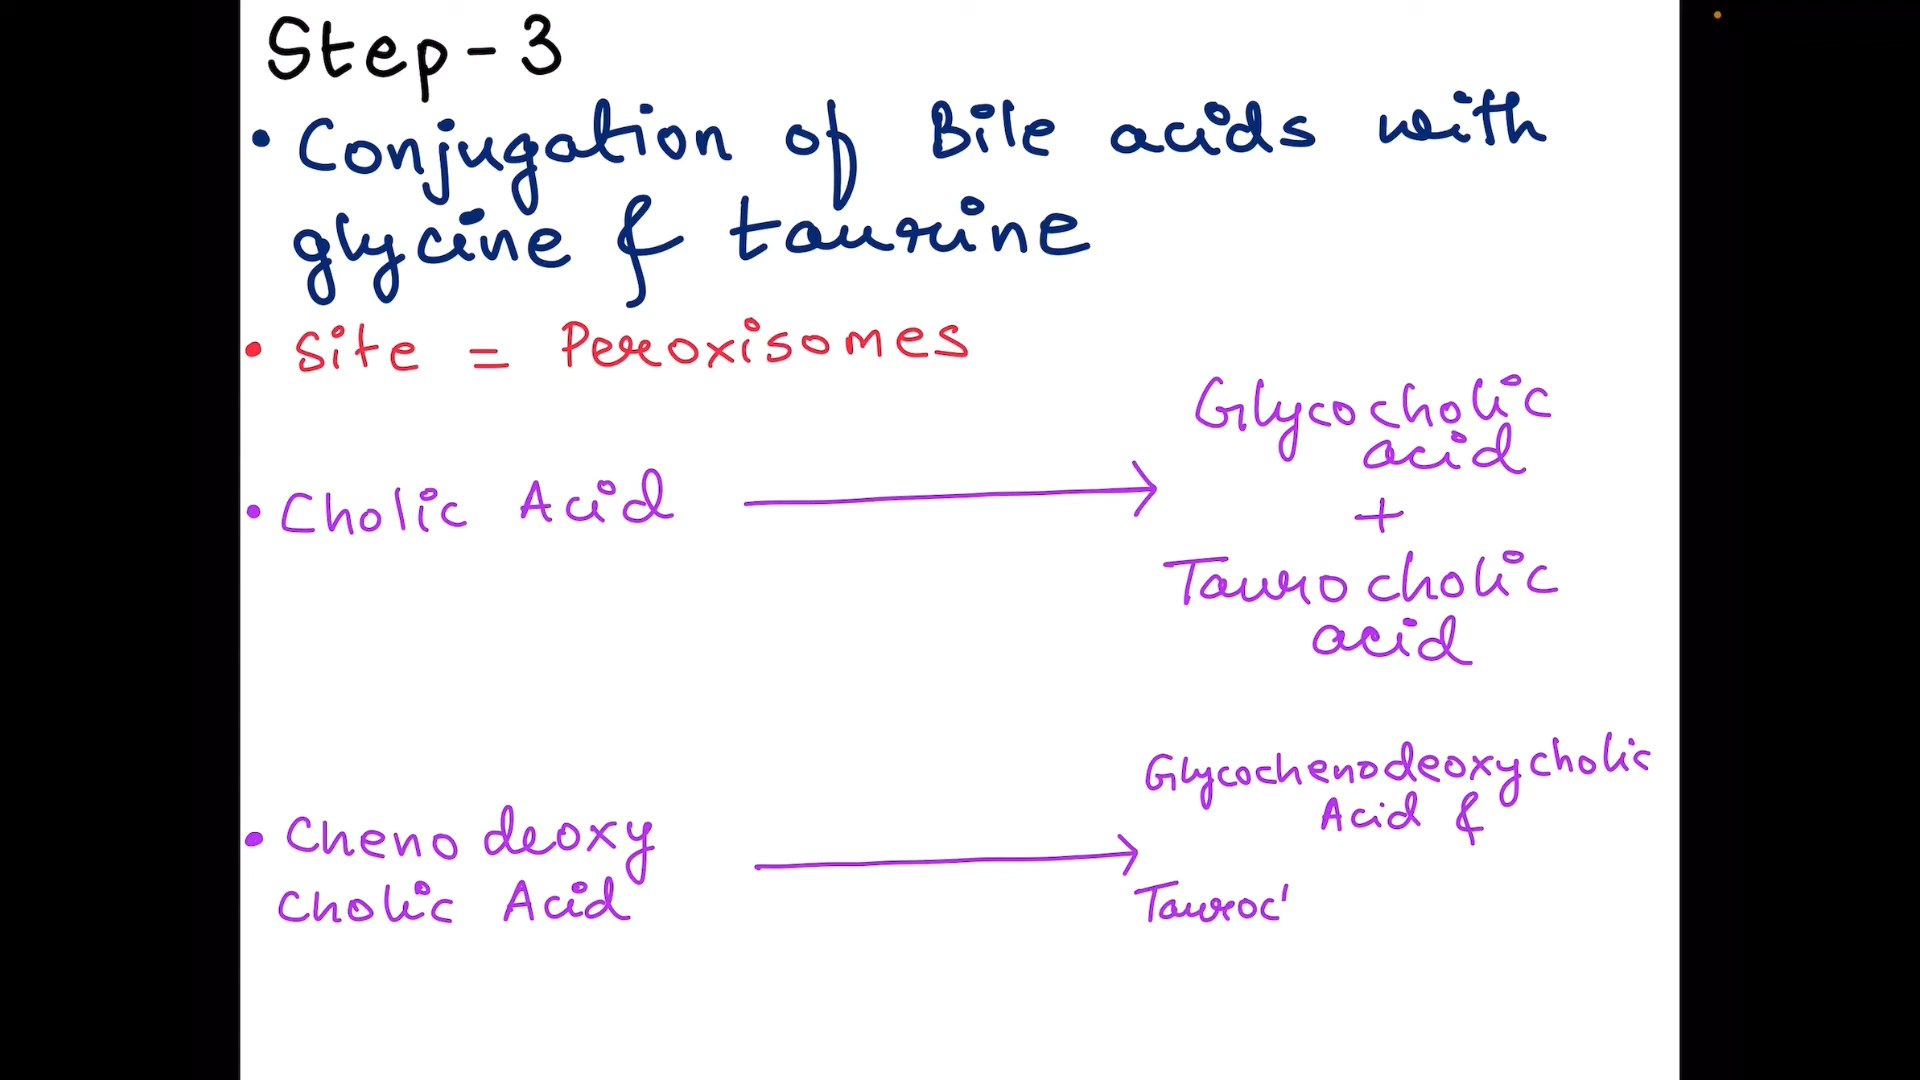 Step-3
• Conjugation of Bile acids with
glycine & taurine
• Site = Peroxisomes
Glycocholic
acid
• Cholic Acid
+
Taurocholic
acid
Glycochenodeoxycholic
Acid &
• Cheno deoxy
Cholic Acid
Tauroc